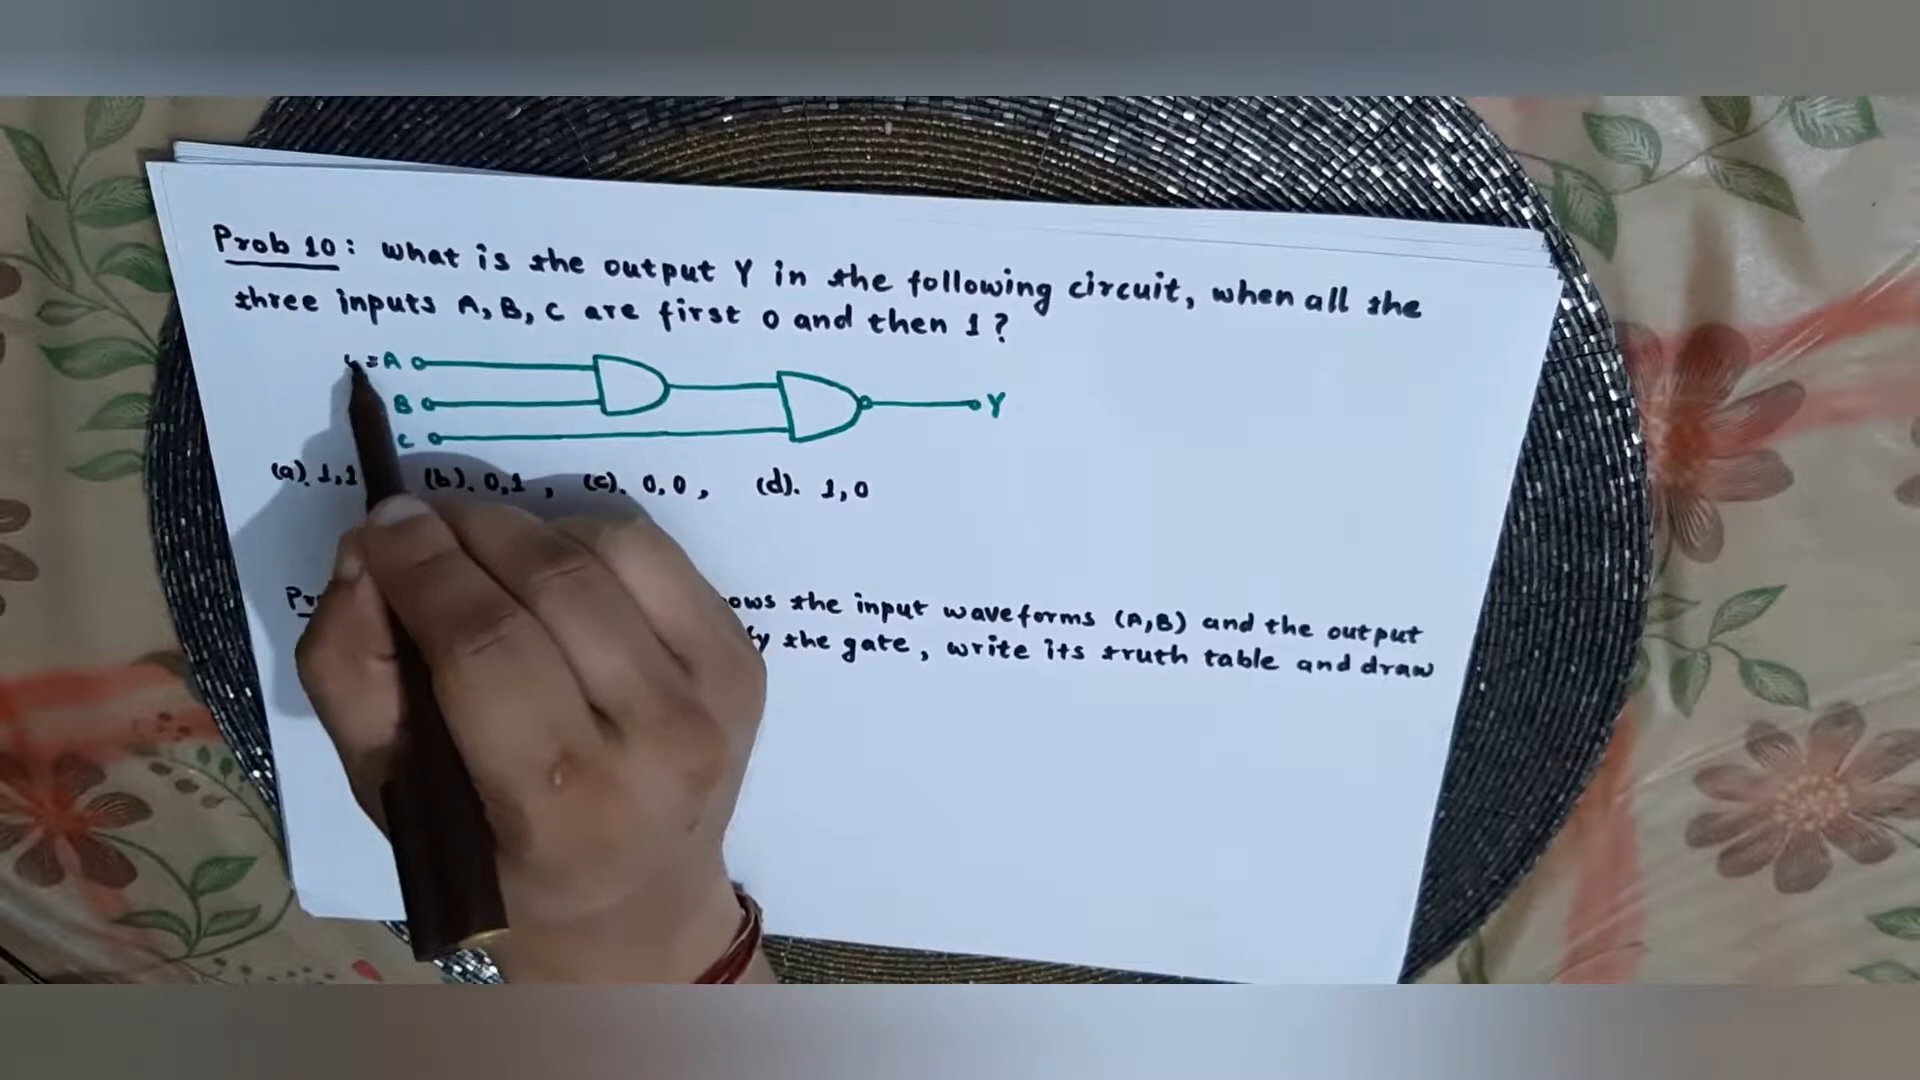 Prob 10: what is the output Y in the following circuit, when all the
three inputs A, B, C are first 0 and then 1?
= A
B
C
Y
(a). 1,1 (b). 0,1 , (c). 0,0 , (d). 1,0
the input waveforms (A,B) and the output
the gate, write its truth table and draw